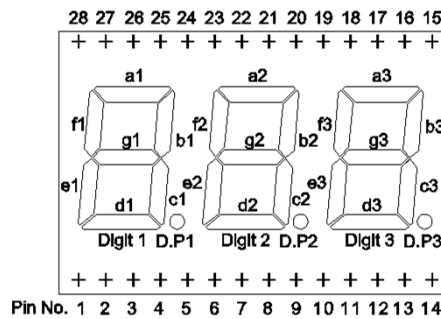 28 27 26 25 24 23 22 21 20 19 18 17 16 15
a1 a2 a3
f1 b1 f2 b2 f3 b3
g1 g2 g3
e1 c1 e2 c2 e3 c3
d1 d2 d3
Digit 1 D.P1 Digit 2 D.P2 Digit 3 D.P3
Pin No. 1 2 3 4 5 6 7 8 9 10 11 12 13 14